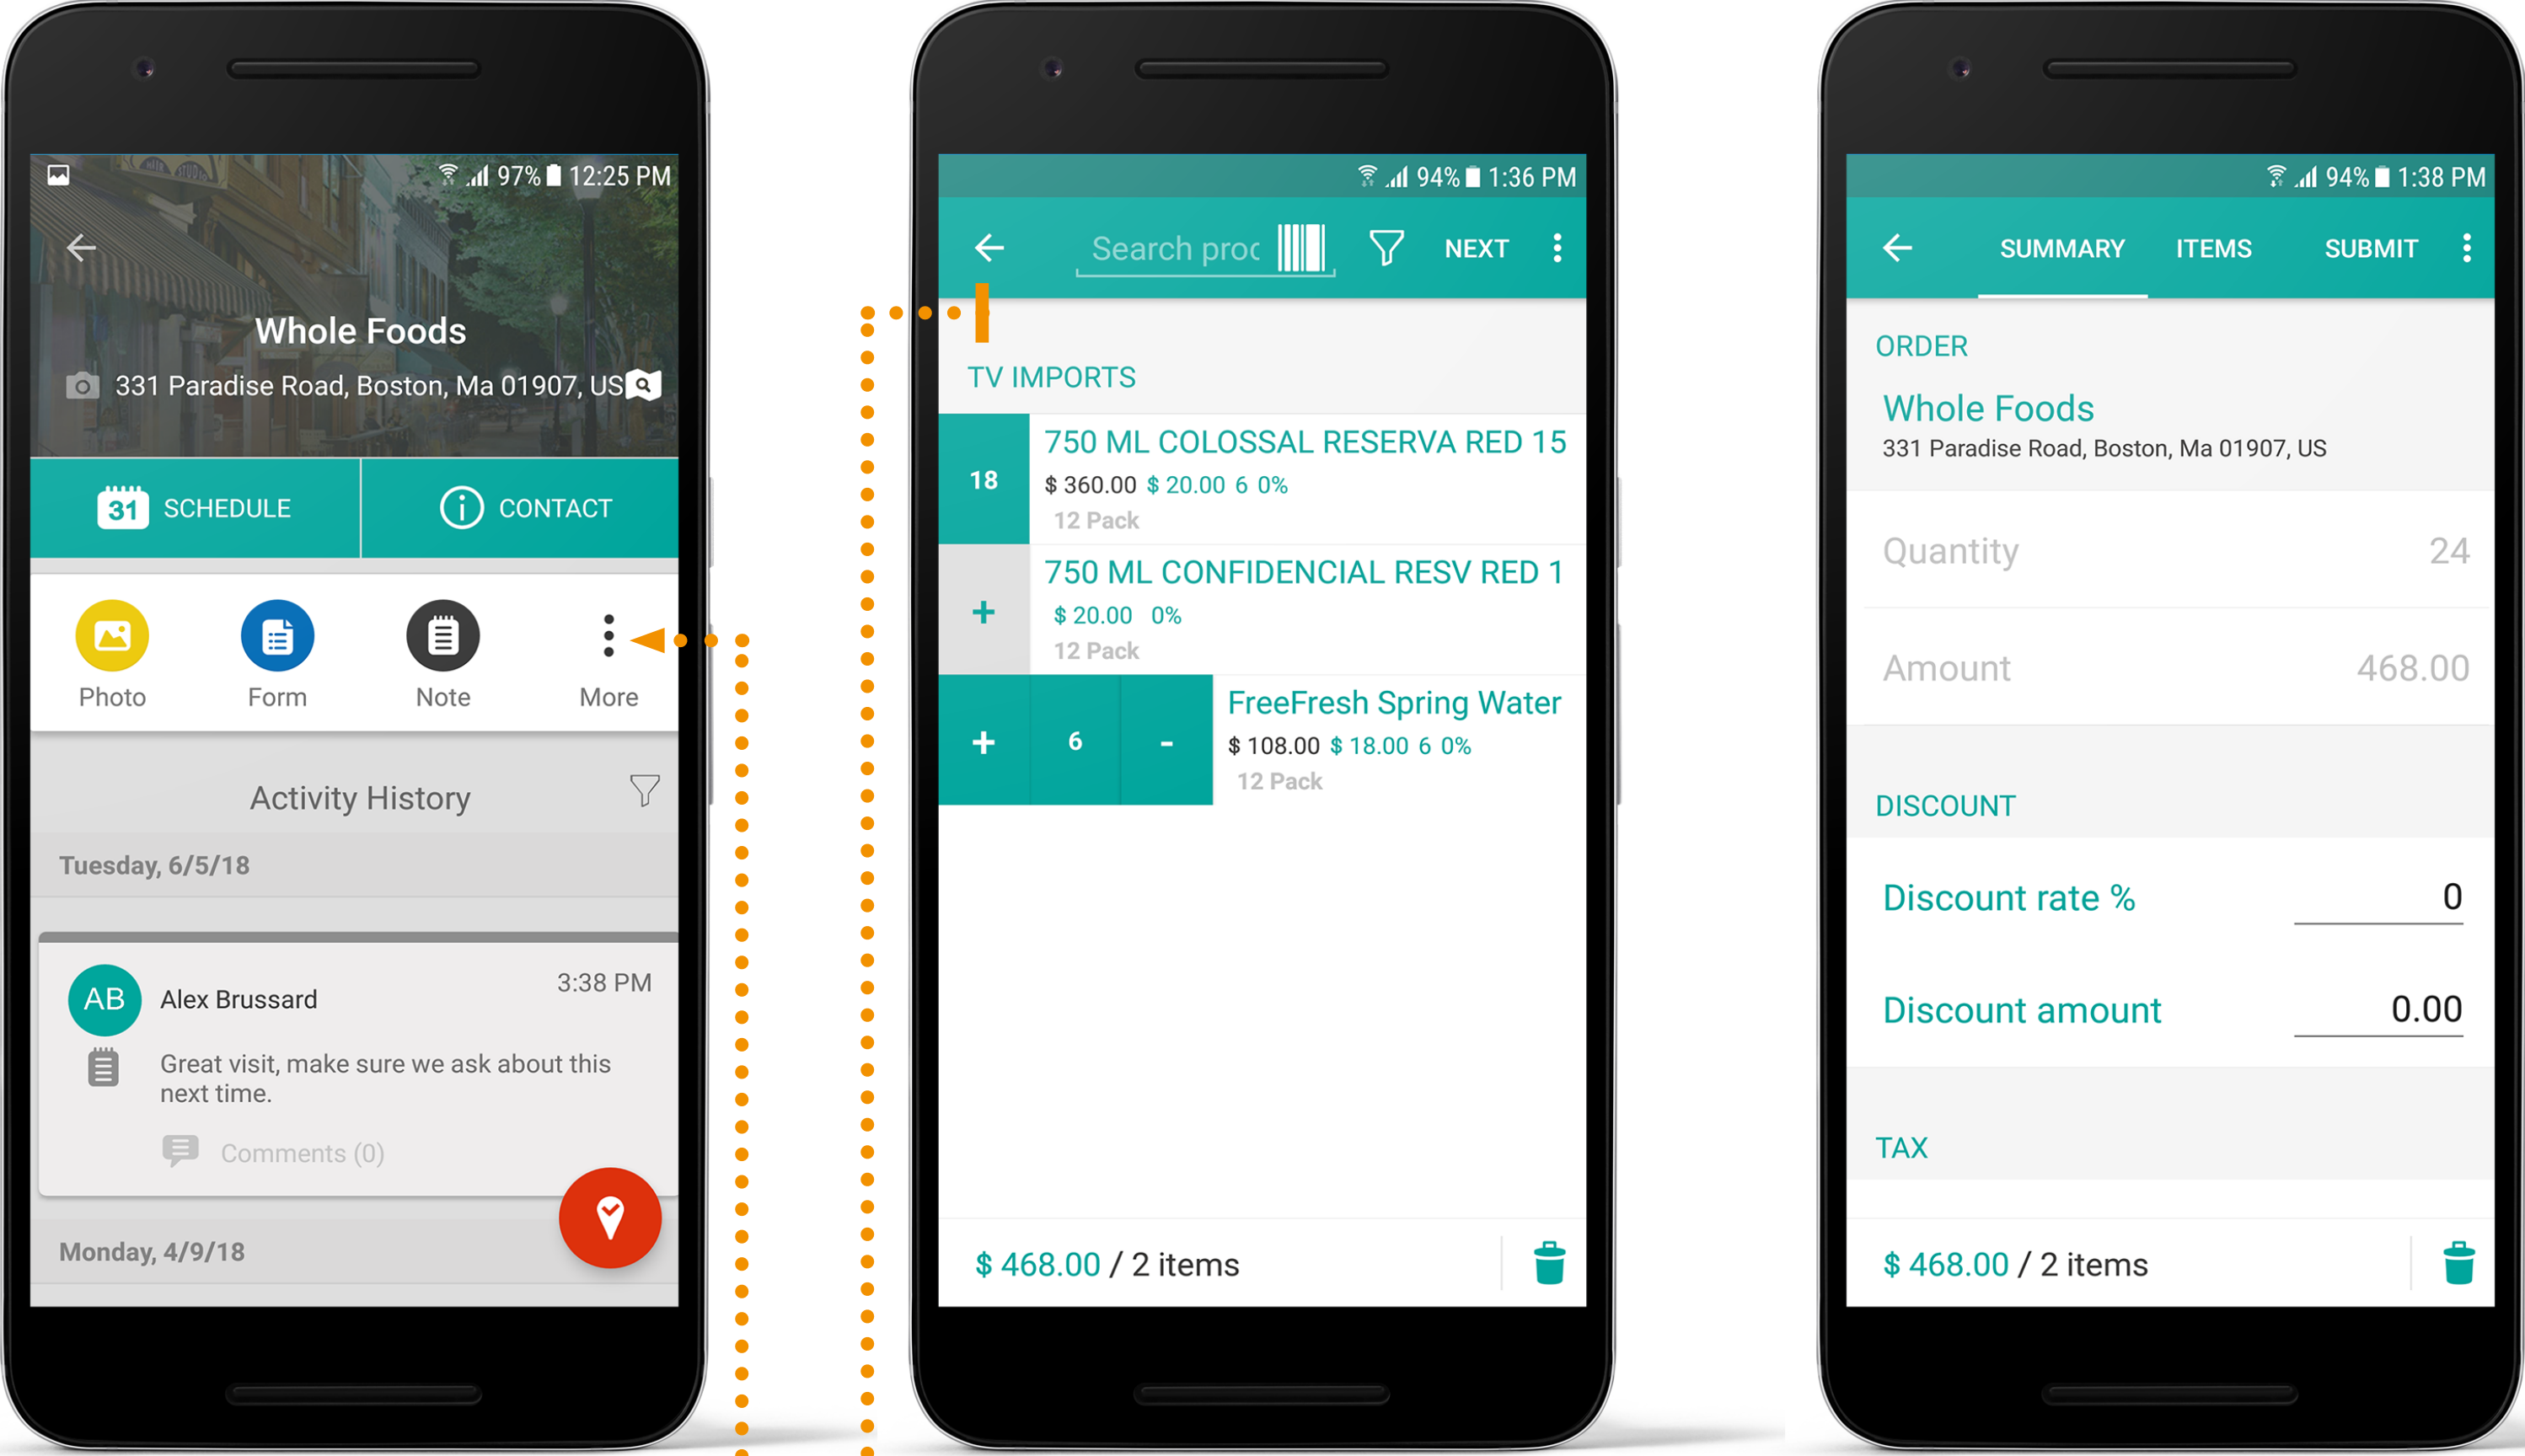 97% 12:25 PM
Whole Foods
331 Paradise Road, Boston, Ma 01907, US
31 SCHEDULE
CONTACT
Photo
Form
Note
More
Activity History
Tuesday, 6/5/18
AB
Alex Brussard
3:38 PM
Great visit, make sure we ask about this
next time.
Comments (0)
Monday, 4/9/18
94% 1:36 PM
Search proc
NEXT
TV IMPORTS
18
750 ML COLOSSAL RESERVA RED 15
$ 360.00 $ 20.00 6 0%
12 Pack
+
750 ML CONFIDENCIAL RESV RED 1
$ 20.00 0%
12 Pack
+ 6 -
FreeFresh Spring Water
$ 108.00 $ 18.00 6 0%
12 Pack
$ 468.00 / 2 items
94% 1:38 PM
SUMMARY ITEMS SUBMIT
ORDER
Whole Foods
331 Paradise Road, Boston, Ma 01907, US
Quantity 24
Amount 468.00
DISCOUNT
Discount rate % 0
Discount amount 0.00
TAX
$ 468.00 / 2 items